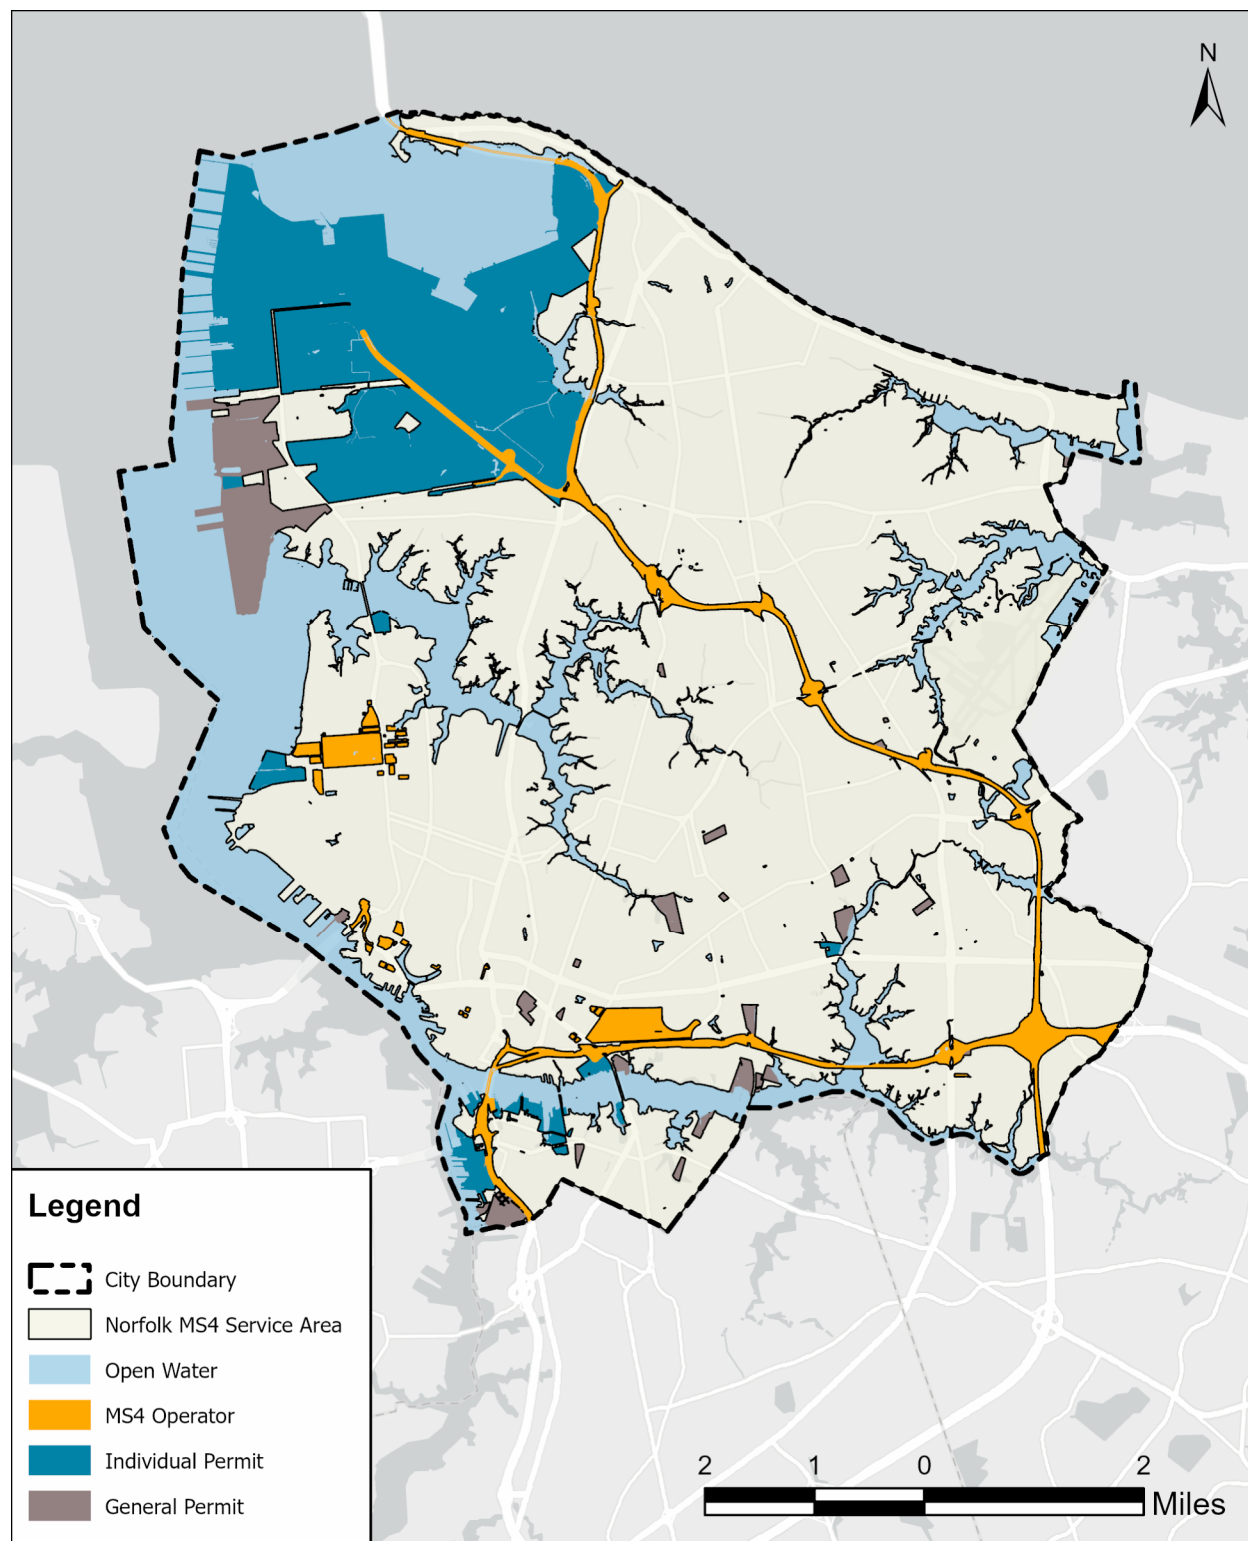 N
Legend
City Boundary
Norfolk MS4 Service Area
Open Water
MS4 Operator
Individual Permit
General Permit
2 1 0 2
Miles